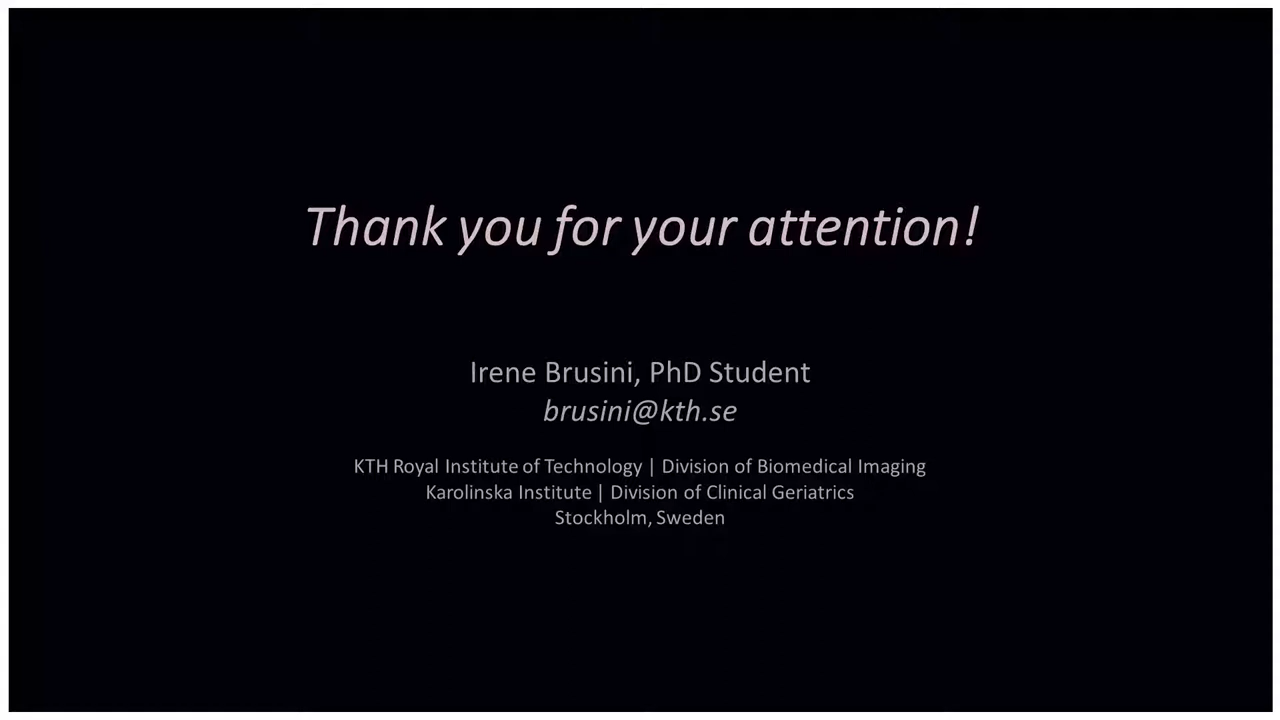 Thank you for your attention!
Irene Brusini, PhD Student
brusini@kth.se
KTH Royal Institute of Technology | Division of Biomedical Imaging
Karolinska Institute | Division of Clinical Geriatrics
Stockholm, Sweden